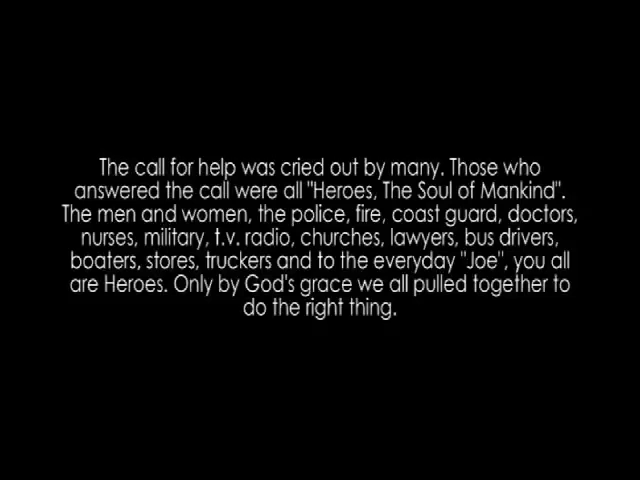 The call for help was cried out by many. Those who
answered the call were all "Heroes, The Soul of Mankind".
The men and women, the police, fire, coast guard, doctors,
nurses, military, t.v. radio, churches, lawyers, bus drivers,
boaters, stores, truckers and to the everyday "Joe", you all
are Heroes. Only by God's grace we all pulled together to
do the right thing.